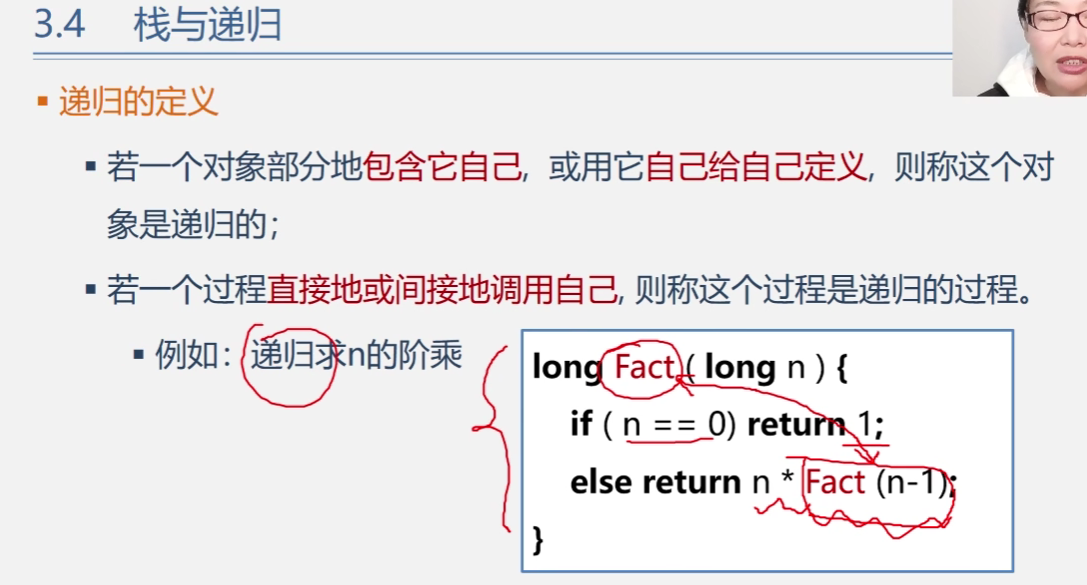 3.4 栈与递归
▪ 递归的定义
▪ 若一个对象部分地包含它自己, 或用它自己给自己定义, 则称这个对
象是递归的;
▪ 若一个过程直接地或间接地调用自己, 则称这个过程是递归的过程。
▪ 例如: 递归求n的阶乘
long Fact ( long n ) {
if ( n == 0) return 1;
else return n * Fact (n-1);
}